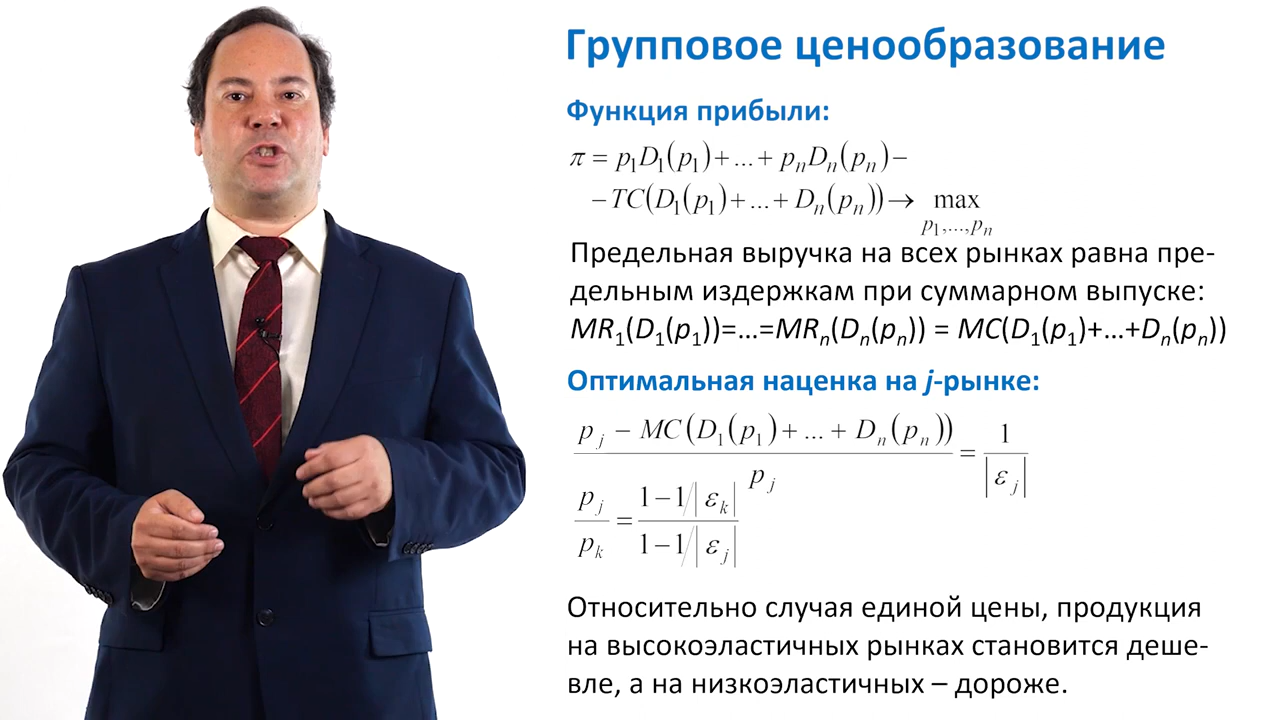 Групповое ценообразование
Функция прибыли:
π = p₁D₁(p₁)+...+ pₙDₙ(pₙ)−
−TC(D₁(p₁)+...+ Dₙ(pₙ))→ max
p₁,...,pₙ
Предельная выручка на всех рынках равна пре-
дельным издержкам при суммарном выпуске:
MR₁(D₁(p₁))=…=MRₙ(Dₙ(pₙ)) = MC(D₁(p₁)+…+Dₙ(pₙ))
Оптимальная наценка на j-рынке:
(pⱼ − MC(D₁(p₁)+ ... + Dₙ(pₙ))) / pⱼ = 1 / |εⱼ|
pⱼ / pₖ = (1−1/|εₖ|) / (1−1/|εⱼ|)
Относительно случая единой цены, продукция
на высокоэластичных рынках становится деше-
вле, а на низкоэластичных – дороже.